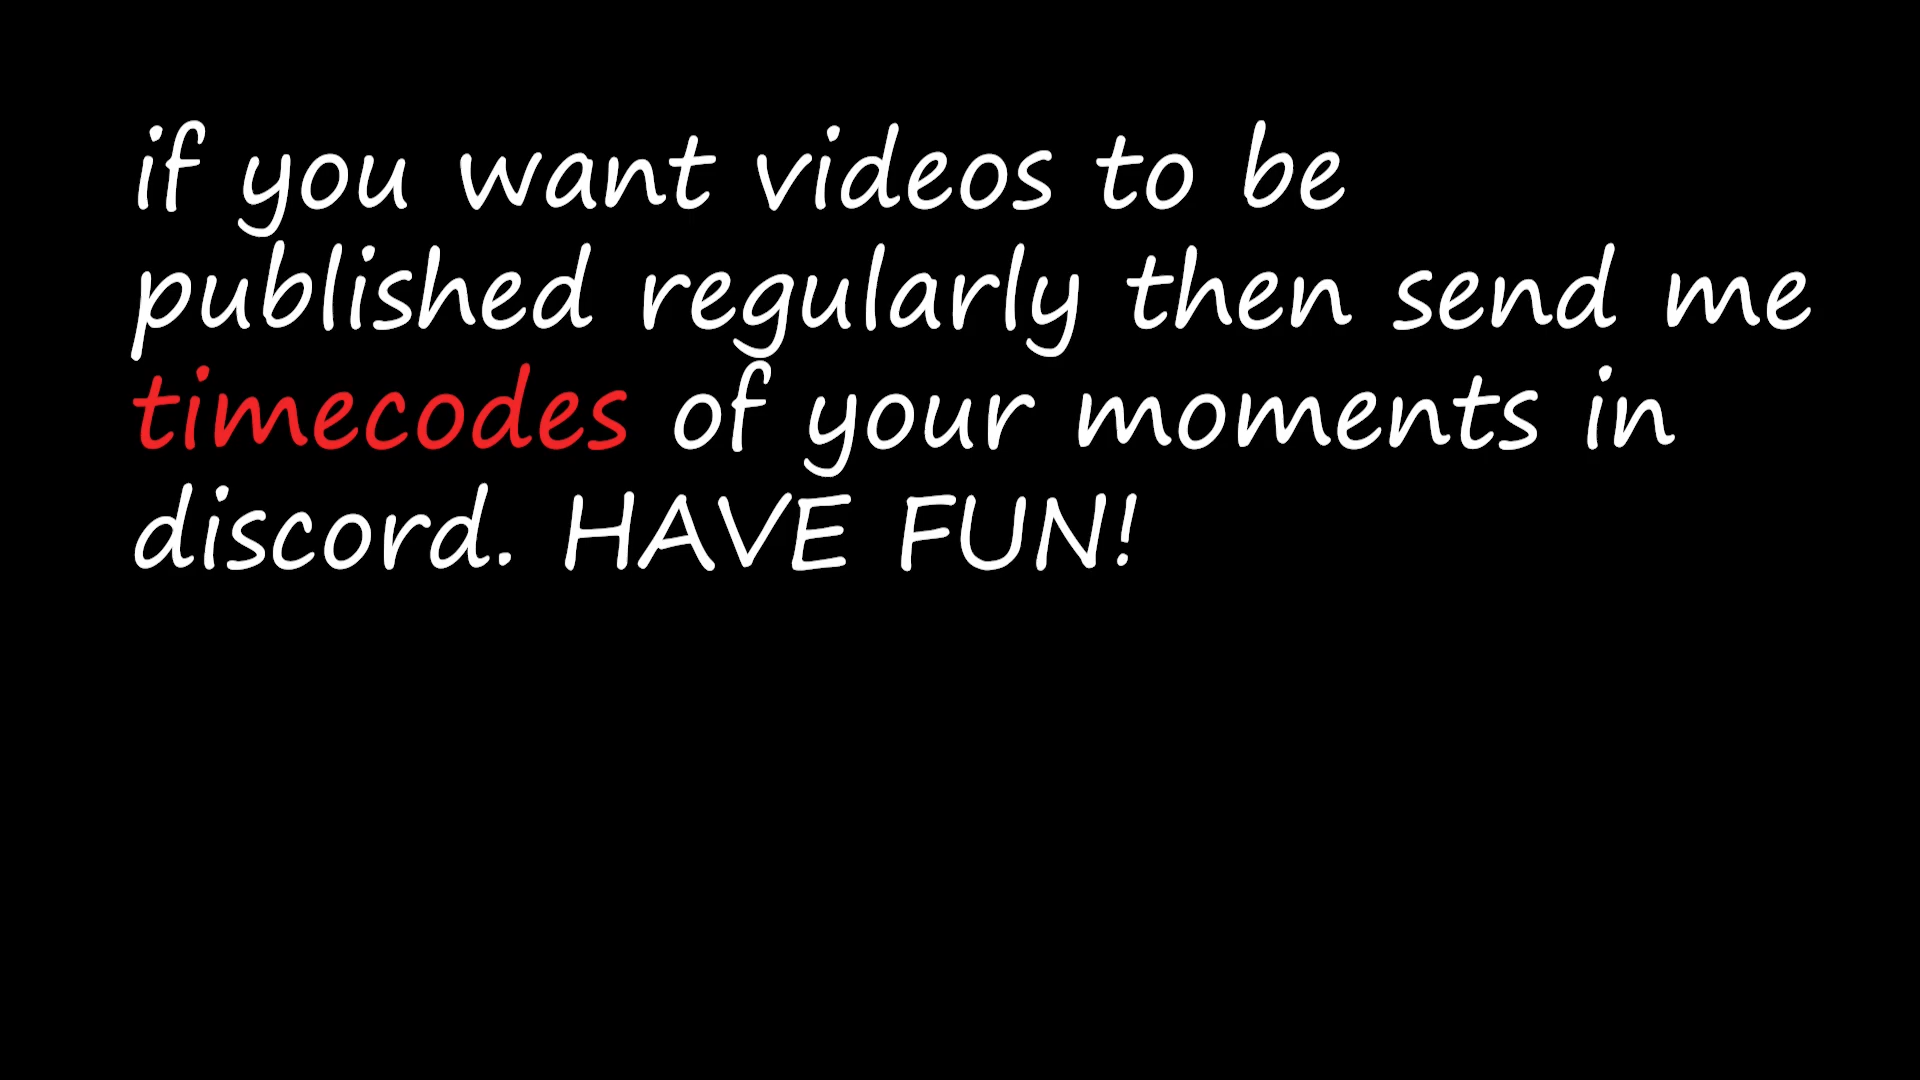 if you want videos to be
published regularly then send me
timecodes of your moments in
discord. HAVE FUN!